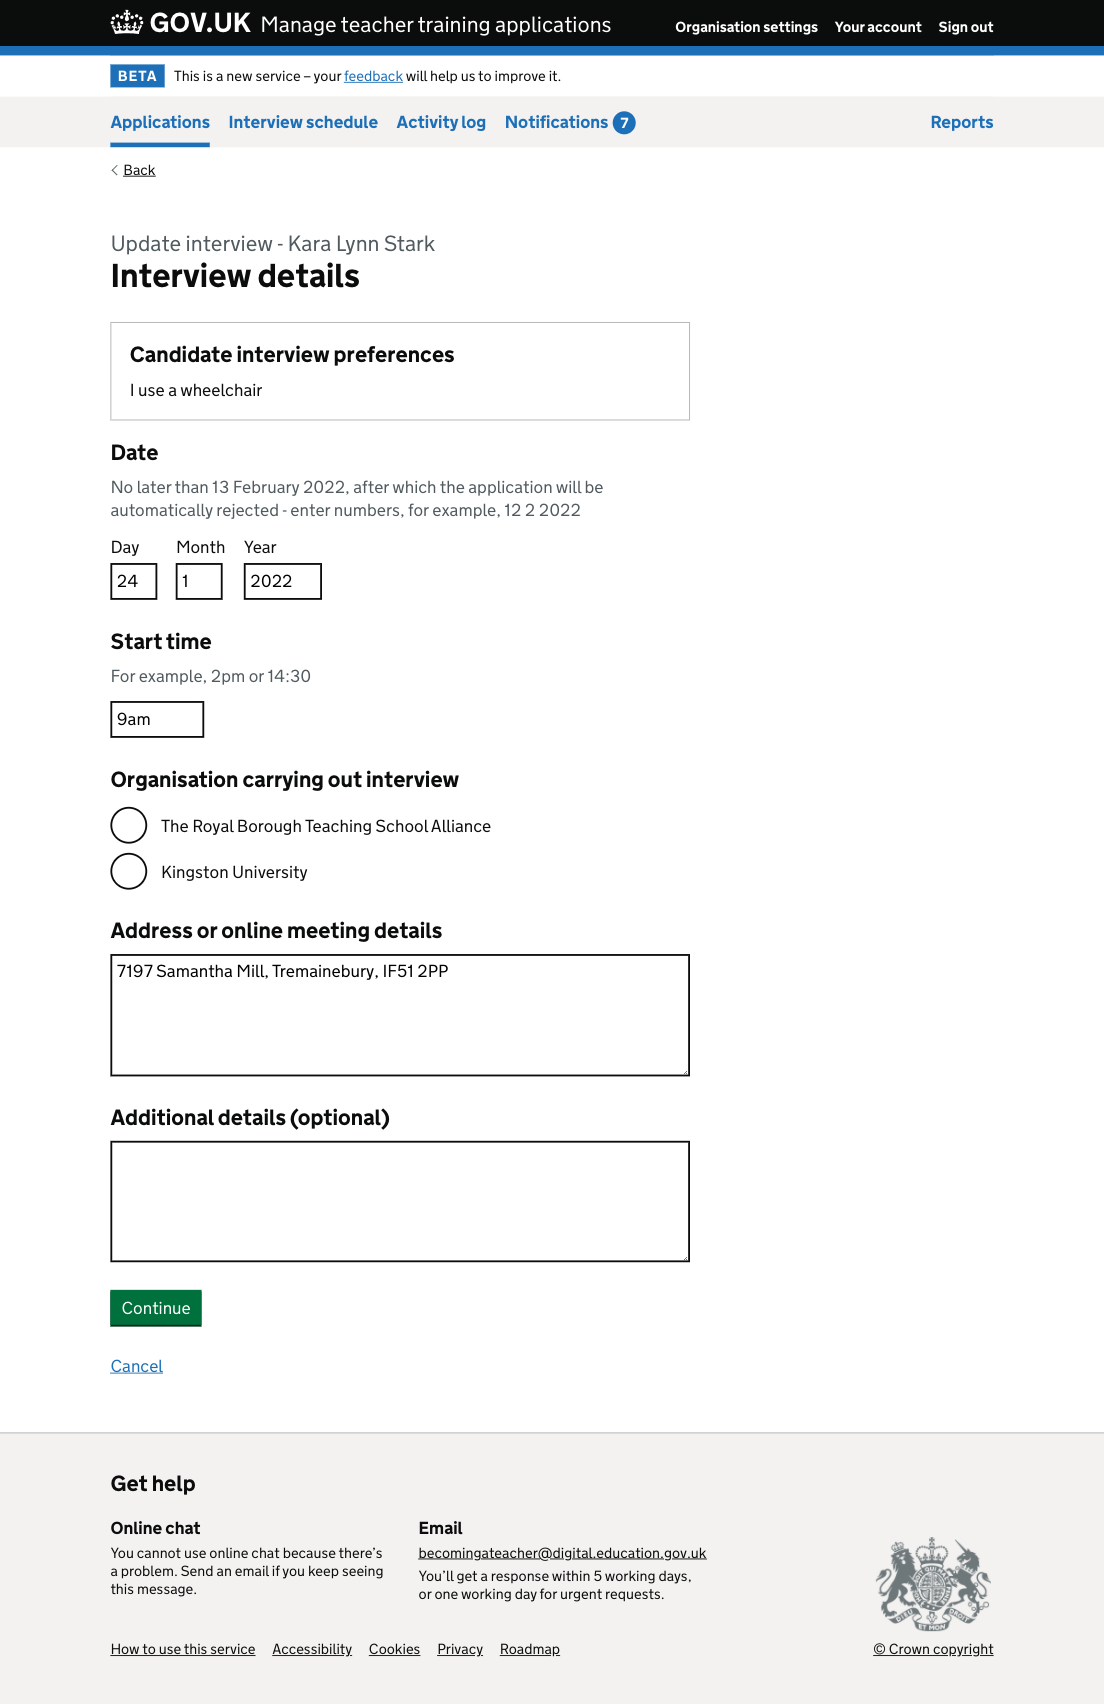 GOV.UK Manage teacher training applications Organisation settings Your account Sign out
BETA This is a new service – your feedback will help us to improve it.
Applications Interview schedule Activity log Notifications 7 Reports
Back
Update interview - Kara Lynn Stark
Interview details
Candidate interview preferences
I use a wheelchair
Date
No later than 13 February 2022, after which the application will be
automatically rejected - enter numbers, for example, 12 2 2022
Day Month Year
24 1 2022
Start time
For example, 2pm or 14:30
9am
Organisation carrying out interview
The Royal Borough Teaching School Alliance
Kingston University
Address or online meeting details
7197 Samantha Mill, Tremainebury, IF51 2PP
Additional details (optional)
Continue
Cancel
Get help
Online chat
You cannot use online chat because there's
a problem. Send an email if you keep seeing
this message.
Email
becomingateacher@digital.education.gov.uk
You'll get a response within 5 working days,
or one working day for urgent requests.
DIEU ET MON DROIT
How to use this service Accessibility Cookies Privacy Roadmap © Crown copyright